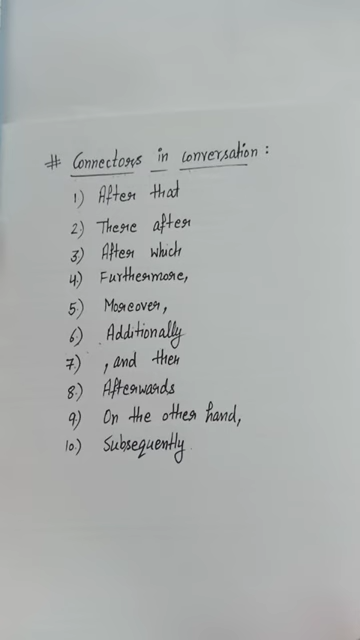 # Connectors in conversation :
1) After that
2) There after
3) After which
4) Furthermore,
5) Moreover,
6) Additionally
7) , and then
8) Afterwards
9) On the other hand,
10.) Subsequently